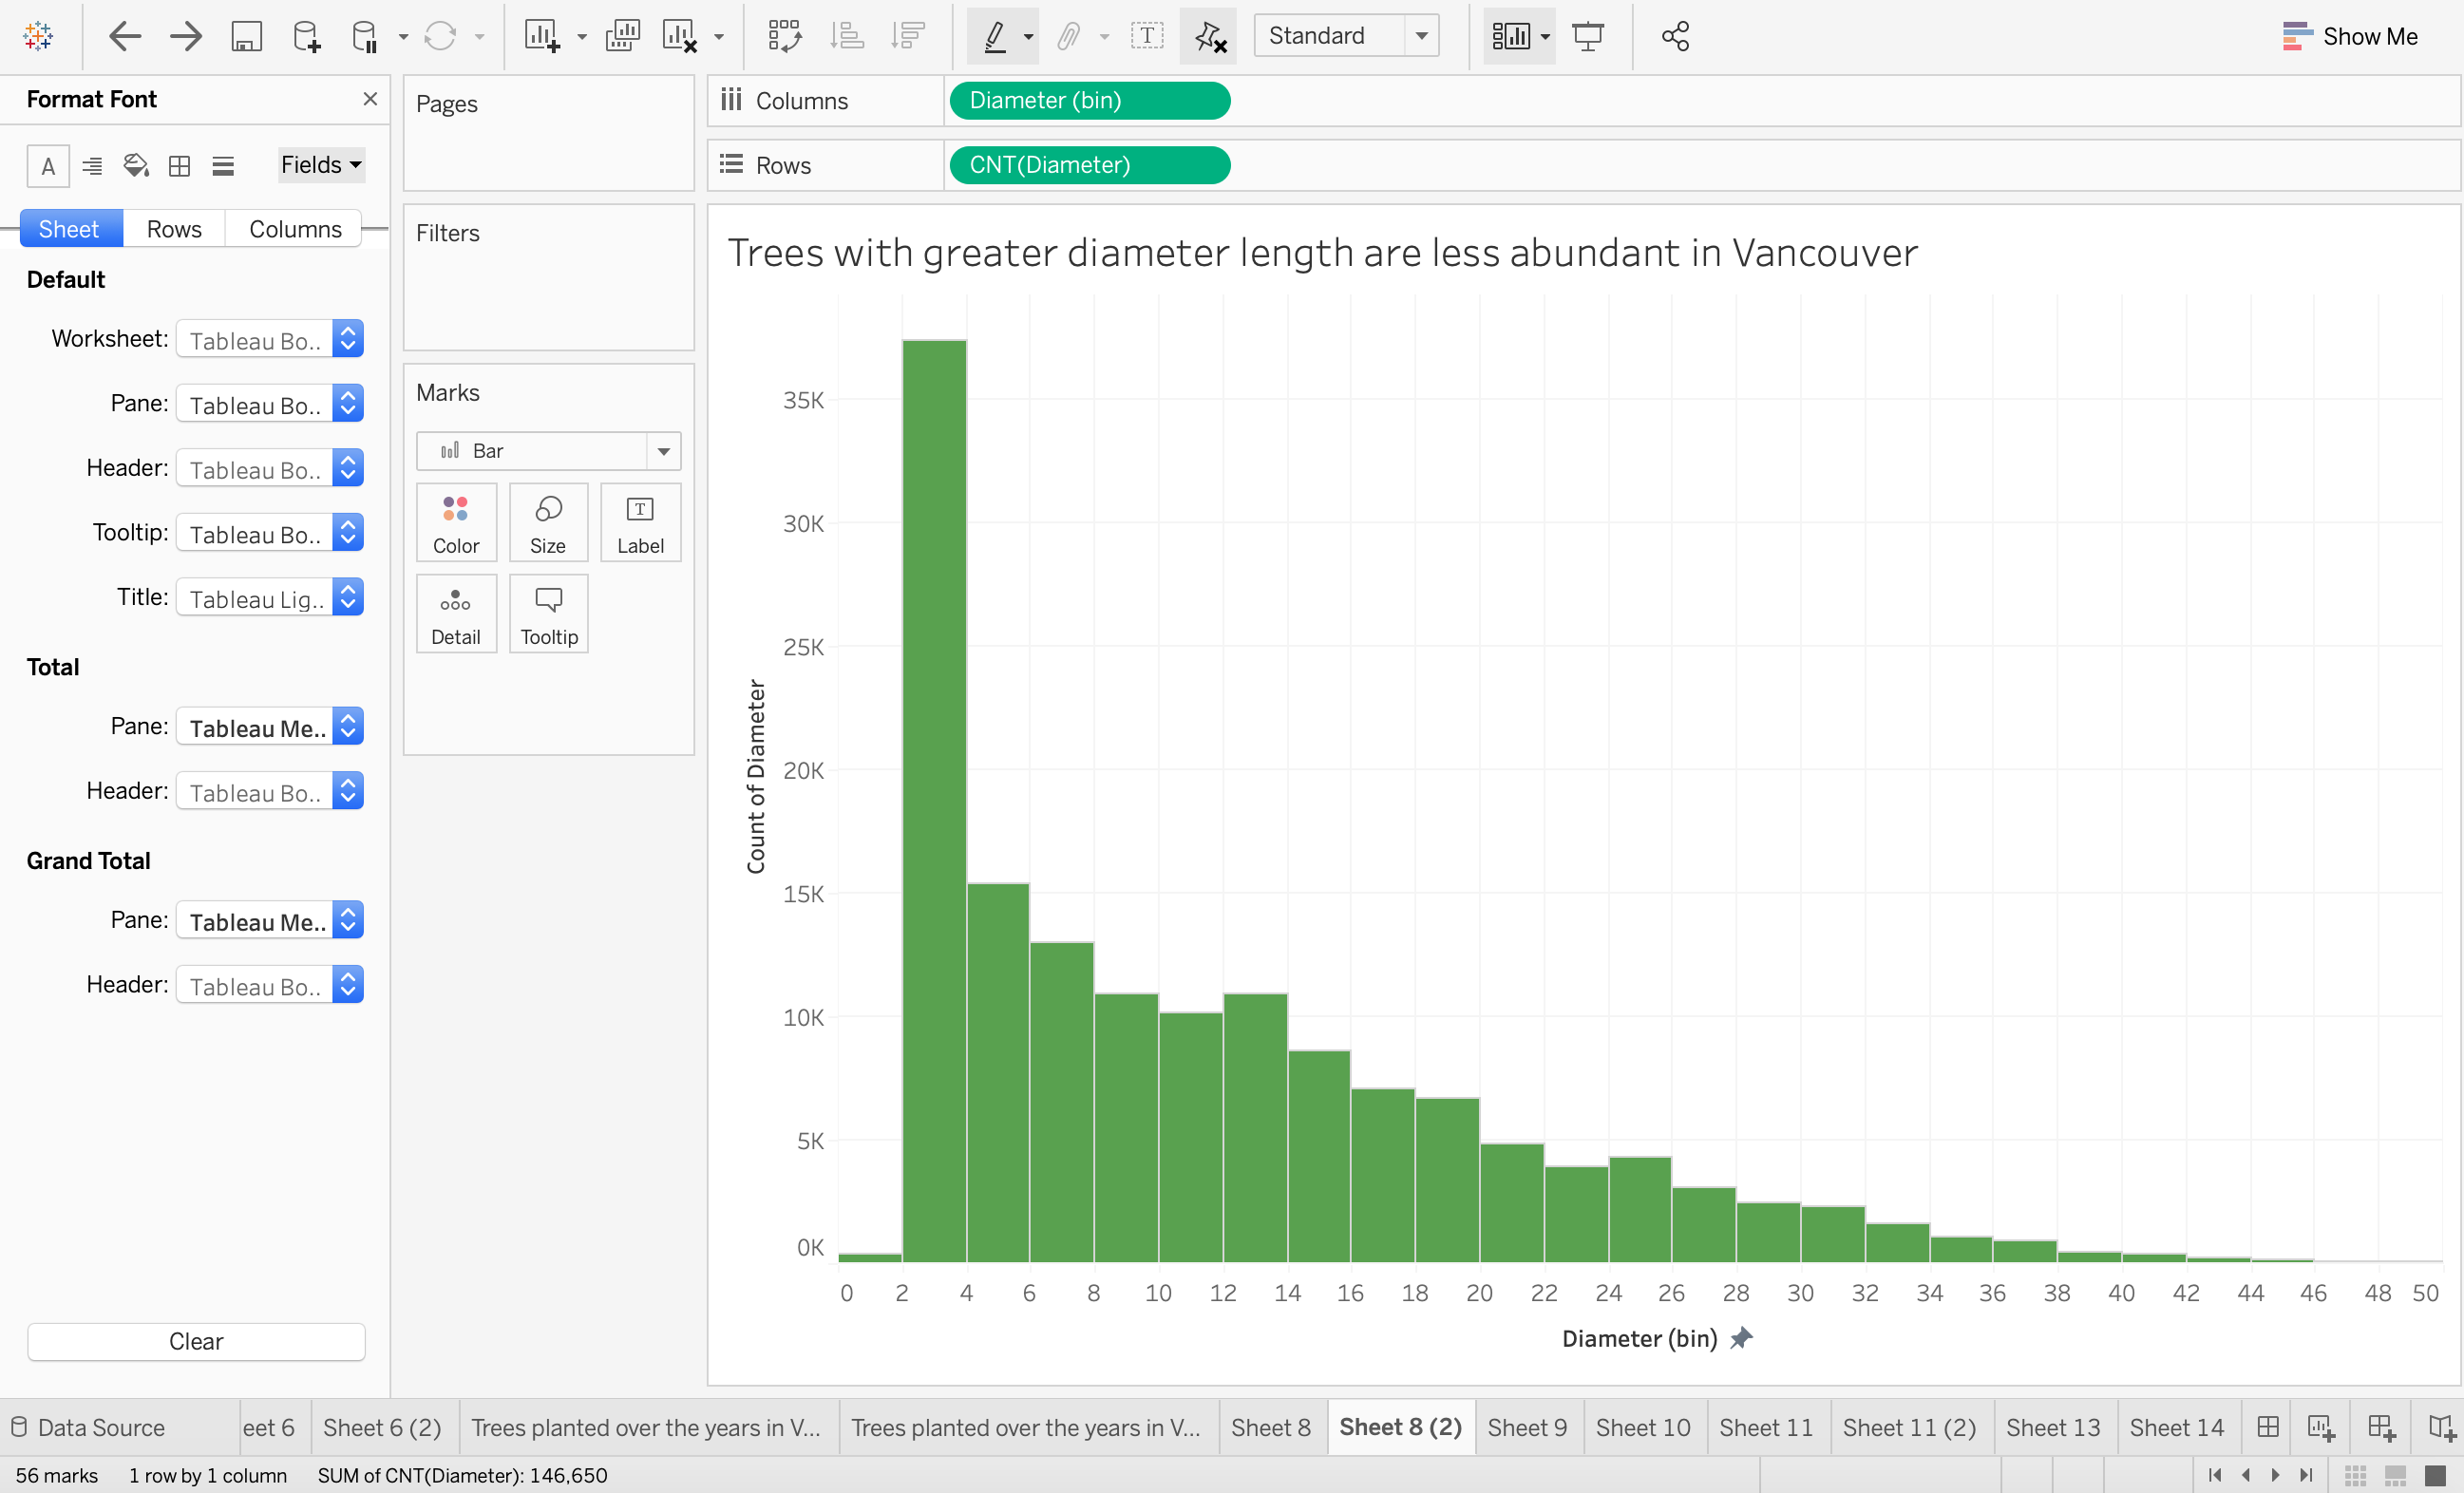 Standard
Show Me
Format Font
Pages
Columns
Diameter (bin)
A
Fields
Rows
CNT(Diameter)
Sheet
Rows
Columns
Filters
Default
Worksheet: Tableau Bo..
Pane: Tableau Bo..
Header: Tableau Bo..
Tooltip: Tableau Bo..
Title: Tableau Lig..
Total
Pane: Tableau Me..
Header: Tableau Bo..
Grand Total
Pane: Tableau Me..
Header: Tableau Bo..
Clear
Marks
Bar
Color
Size
T
Label
Detail
Tooltip
Trees with greater diameter length are less abundant in Vancouver
Count of Diameter
35K
30K
25K
20K
15K
10K
5K
0K
0 2 4 6 8 10 12 14 16 18 20 22 24 26 28 30 32 34 36 38 40 42 44 46 48 50
Diameter (bin)
Data Source
eet 6
Sheet 6 (2)
Trees planted over the years in V...
Trees planted over the years in V...
Sheet 8
Sheet 8 (2)
Sheet 9
Sheet 10
Sheet 11
Sheet 11 (2)
Sheet 13
Sheet 14
56 marks
1 row by 1 column
SUM of CNT(Diameter): 146,650